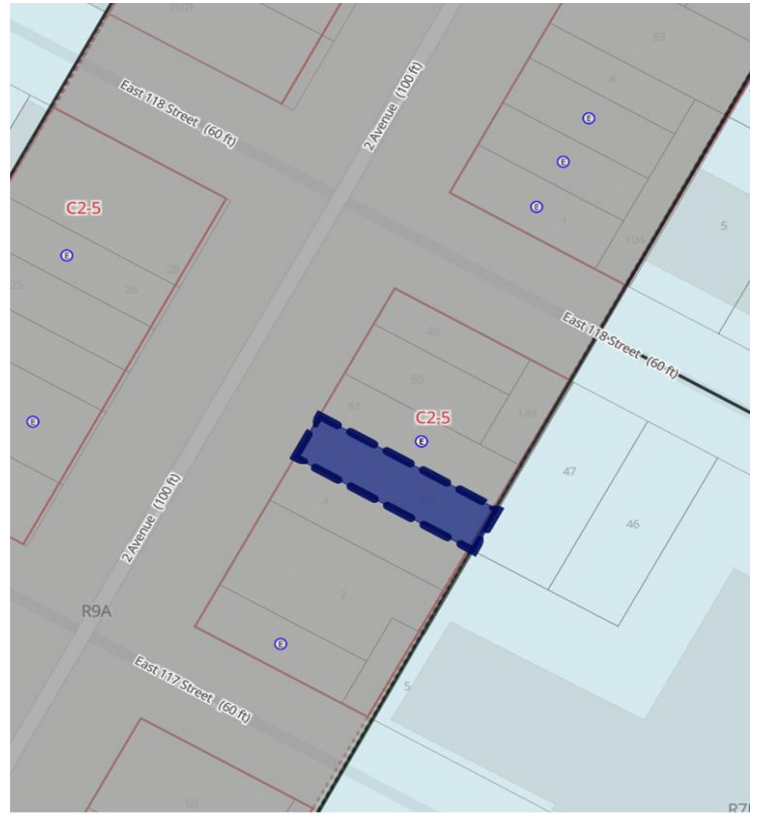 1501
53
East 118 Street (60 ft)
2 Avenue (100 ft)
4
E
E
C2-5
E
1
5
104
E
28
25
26
East 118 Street (60 ft)
49
50
51
C2-5
149
E
E
47
46
4
2 Avenue (100 ft)
2
R9A
E
East 117 Street (60 ft)
5
50